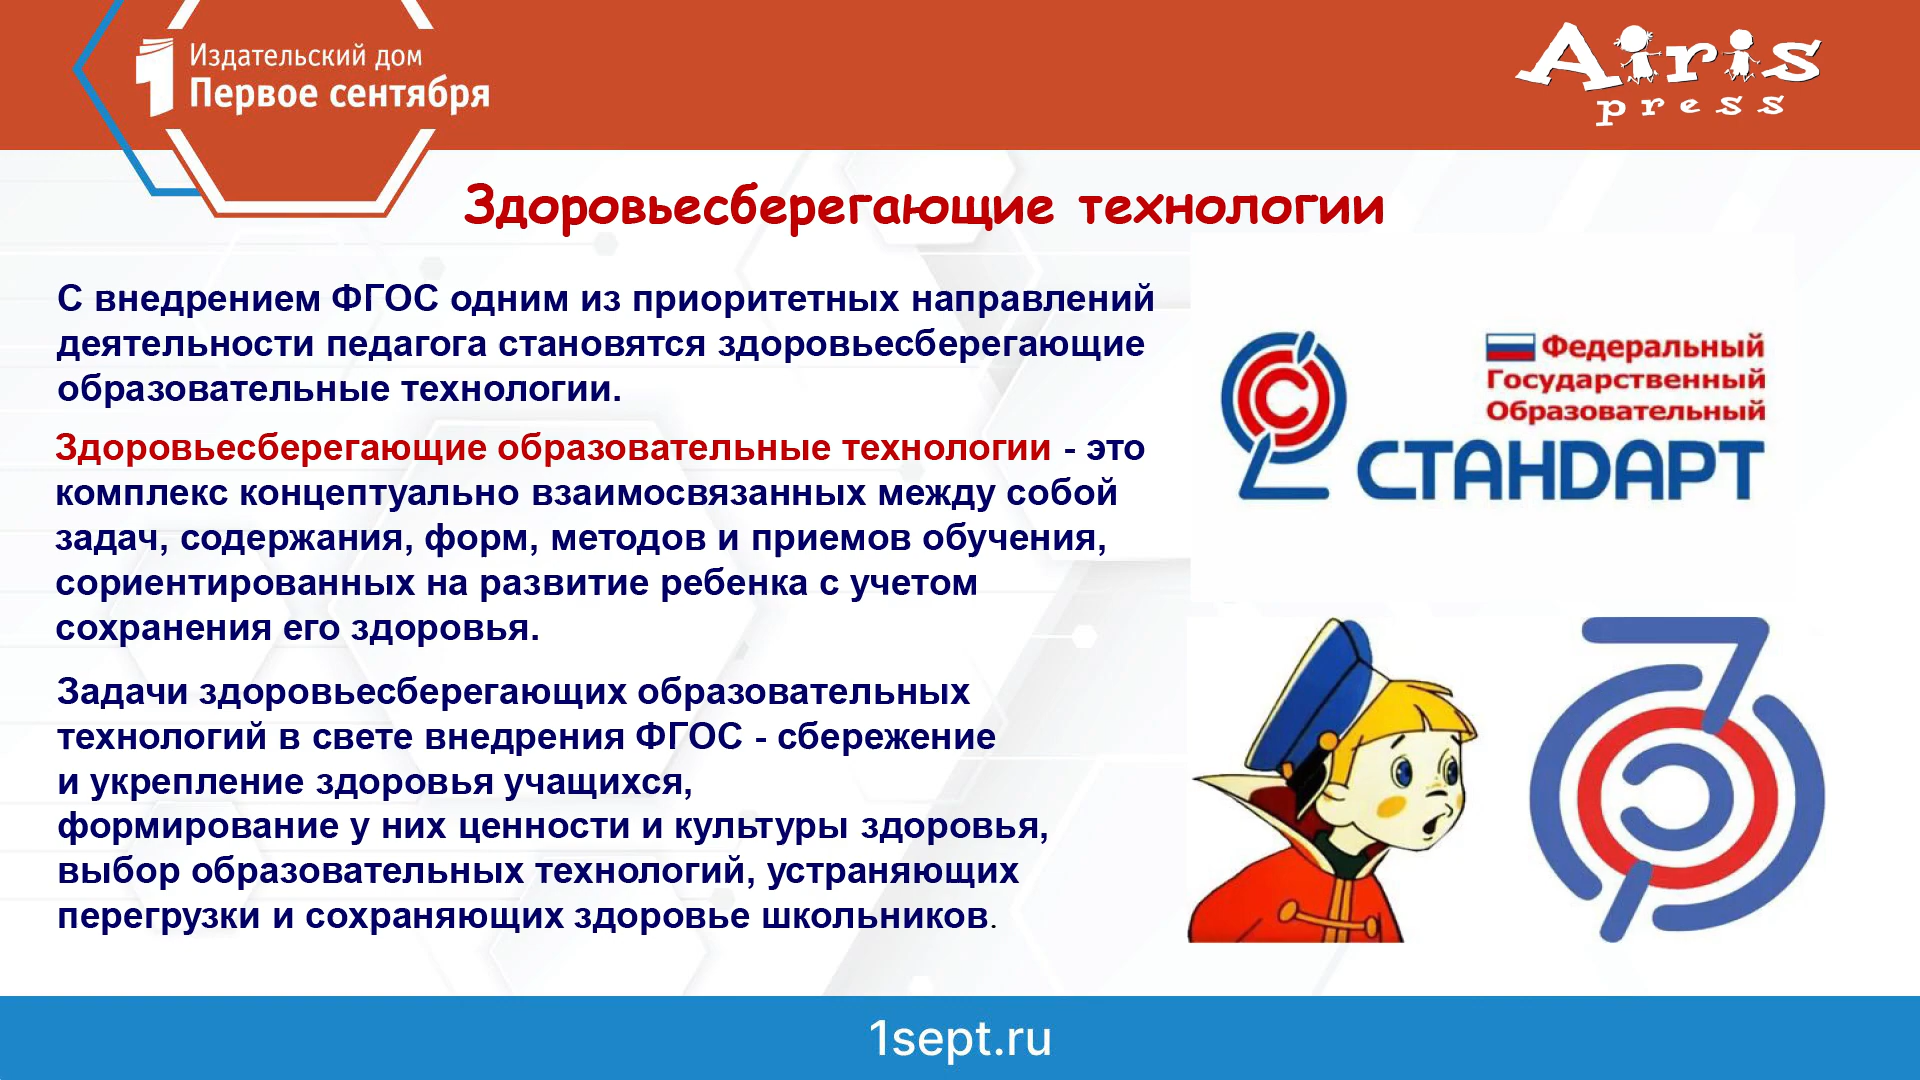 Издательский дом
Первое сентября
Airis
press
Здоровьесберегающие технологии
С внедрением ФГОС одним из приоритетных направлений
деятельности педагога становятся здоровьесберегающие
образовательные технологии.
Здоровьесберегающие образовательные технологии - это
комплекс концептуально взаимосвязанных между собой
задач, содержания, форм, методов и приемов обучения,
сориентированных на развитие ребенка с учетом
сохранения его здоровья.
Задачи здоровьесберегающих образовательных
технологий в свете внедрения ФГОС - сбережение
и укрепление здоровья учащихся,
формирование у них ценности и культуры здоровья,
выбор образовательных технологий, устраняющих
перегрузки и сохраняющих здоровье школьников.
Федеральный
Государственный
Образовательный
СТАНДАРТ
1sept.ru